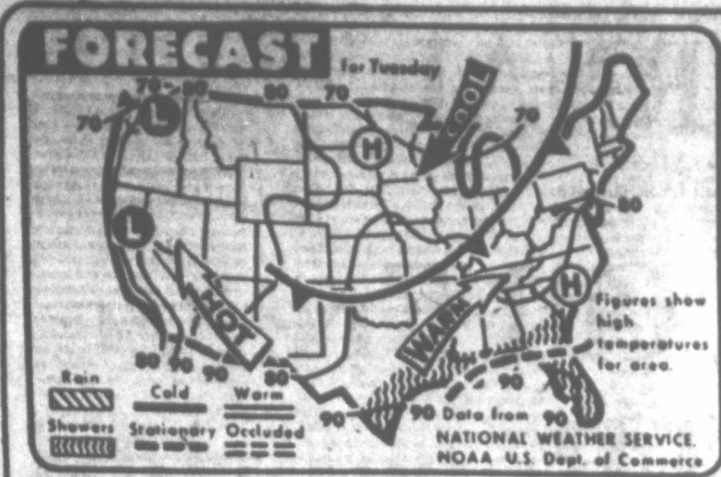 FORECAST
for Tuesday
70 80 80 70
70 L
COOL
70
H
80
L
HOT
WARM
H
Figures show
high
temperatures
for area.
80 90 90 80
90
90 90 90
Rain Cold Warm
Showers Stationary Occluded
Data from
NATIONAL WEATHER SERVICE.
NOAA U.S. Dept. of Commerce